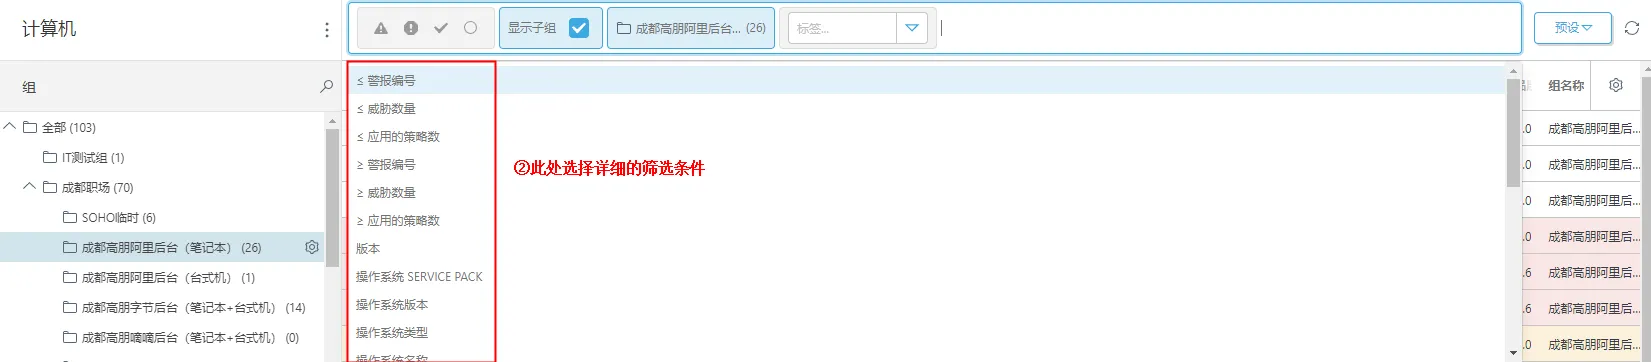 计算机
显示子组
成都高朋阿里后台... (26)
标签...
预设
组
全部 (103)
IT测试组 (1)
成都职场 (70)
SOHO临时 (6)
成都高朋阿里后台（笔记本） (26)
成都高朋阿里后台（台式机） (1)
成都高朋字节后台（笔记本+台式机） (14)
成都高朋嘀嘀后台（笔记本+台式机） (0)
≤ 警报编号
≤ 威胁数量
≤ 应用的策略数
≥ 警报编号
≥ 威胁数量
≥ 应用的策略数
版本
操作系统 SERVICE PACK
操作系统版本
操作系统类型
操作系统名称
②此处选择详细的筛选条件
组名称
.0 成都高朋阿里后...
.0 成都高朋阿里后...
.0 成都高朋阿里后...
.0 成都高朋阿里后...
.6 成都高朋阿里后...
.6 成都高朋阿里后...
.0 成都高朋阿里后...